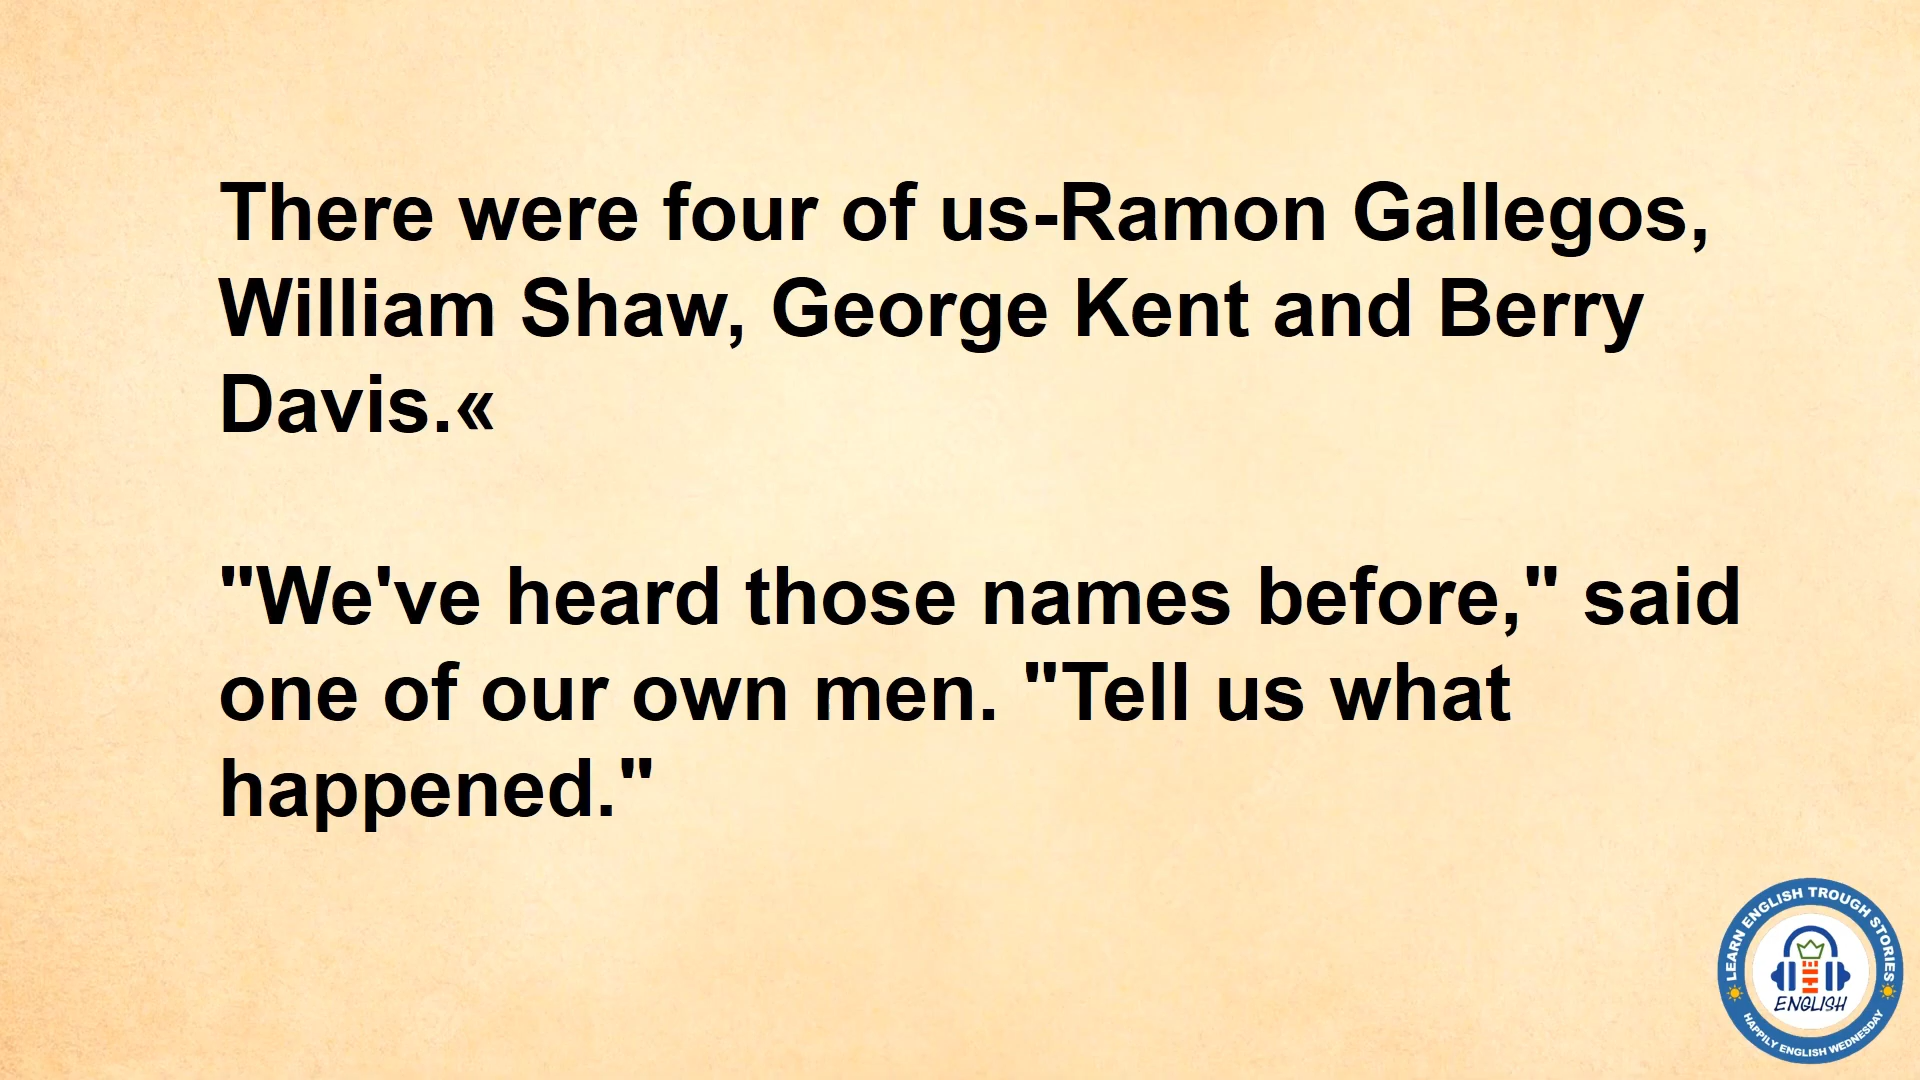 There were four of us-Ramon Gallegos,
William Shaw, George Kent and Berry
Davis.«
"We've heard those names before," said
one of our own men. "Tell us what
happened."
LEARN ENGLISH TROUGH STORIES
ENGLISH
HAPPILY ENGLISH WEDNESDAY